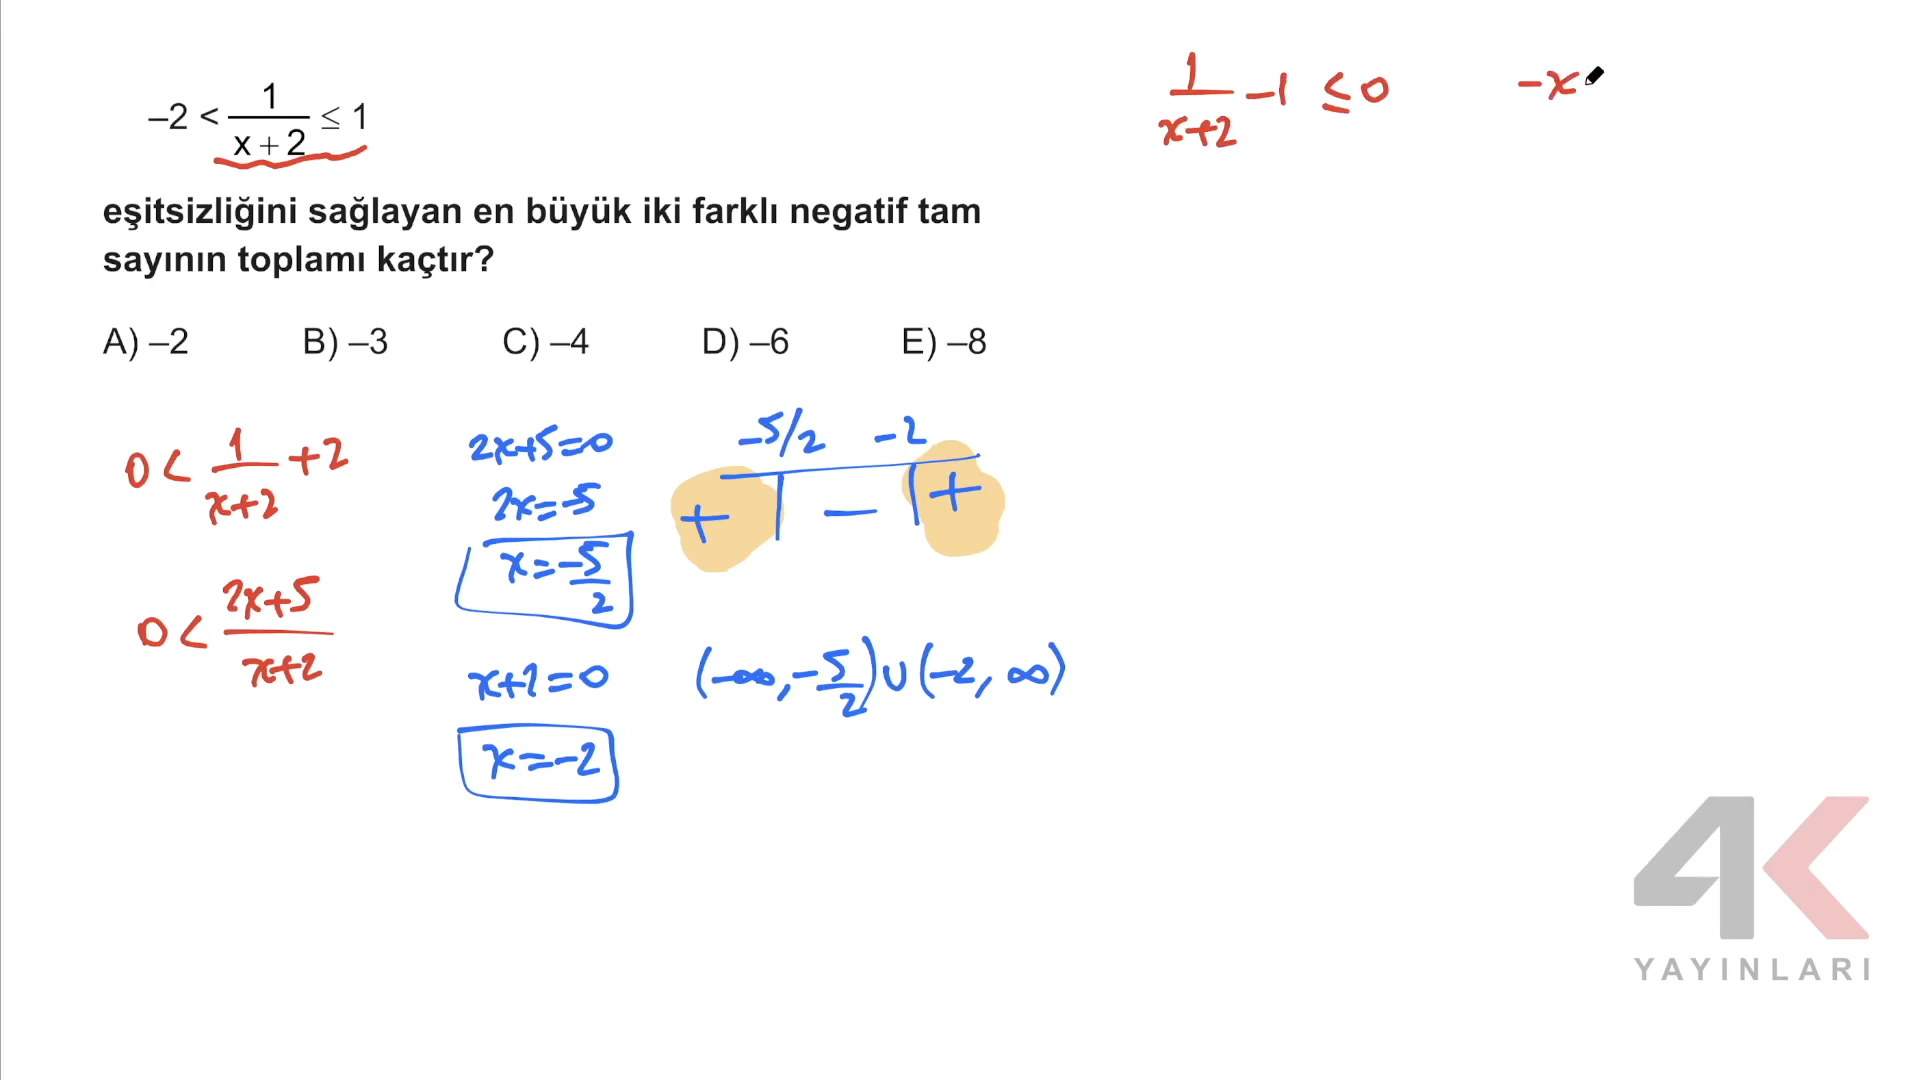 –2 < 1/(x + 2) ≤ 1
eşitsizliğini sağlayan en büyük iki farklı negatif tam
sayının toplamı kaçtır?
A) –2 B) –3 C) –4 D) –6 E) –8
0 < 1/(x+2) + 2
0 < (2x+5)/(x+2)
2x+5=0
2x=-5
x=-5/2
x+2=0
x=-2
-5/2 -2
+ - +
(-∞, -5/2) ∪ (-2, ∞)
1/(x+2) -1 ≤ 0
-x
4K
YAYINLARI